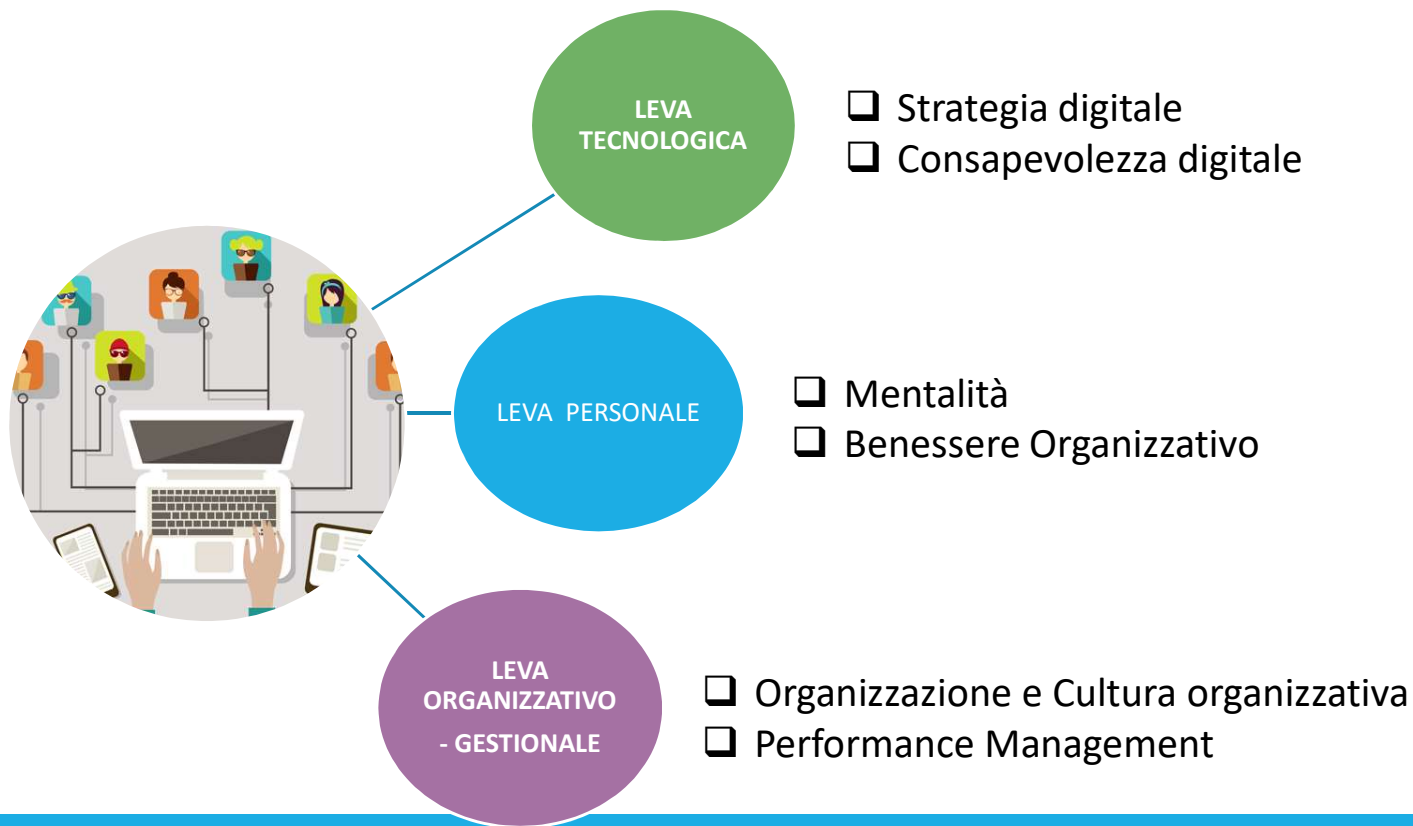 LEVA
TECNOLOGICA
Strategia digitale
Consapevolezza digitale
LEVA PERSONALE
Mentalità
Benessere Organizzativo
LEVA
ORGANIZZATIVO
- GESTIONALE
Organizzazione e Cultura organizzativa
Performance Management